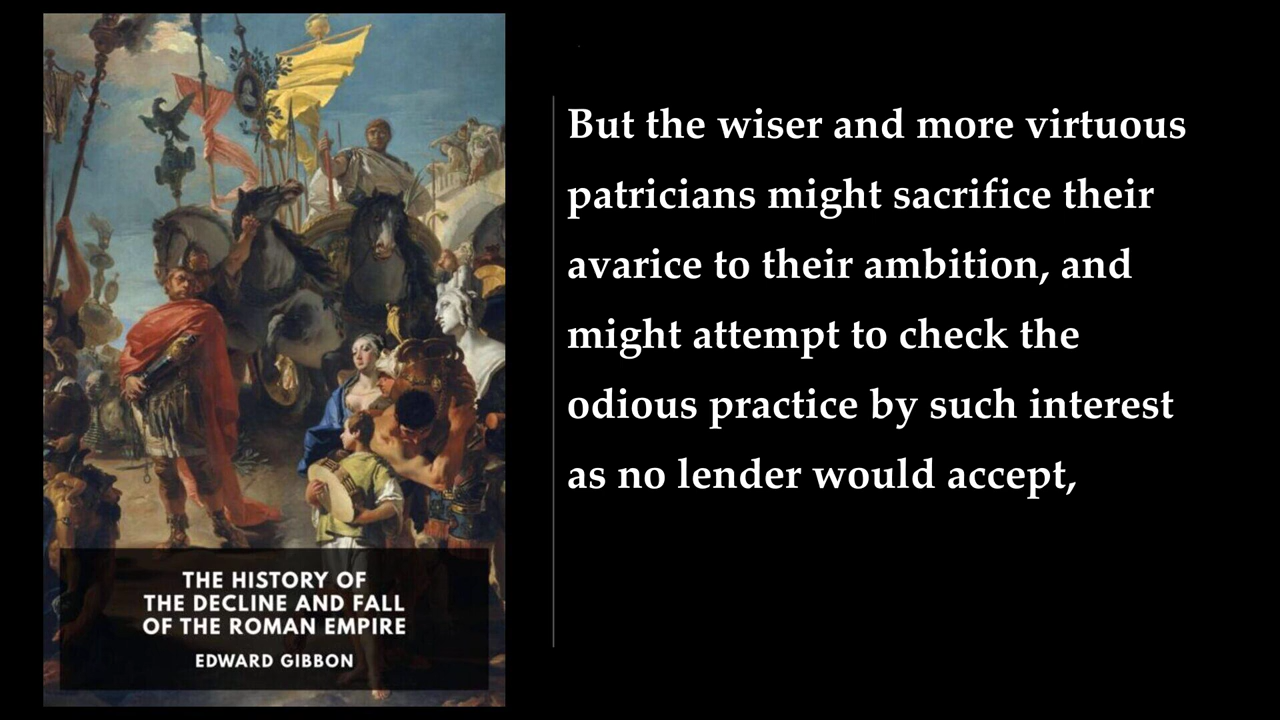 But the wiser and more virtuous
patricians might sacrifice their
avarice to their ambition, and
might attempt to check the
odious practice by such interest
as no lender would accept,
THE HISTORY OF
THE DECLINE AND FALL
OF THE ROMAN EMPIRE
EDWARD GIBBON